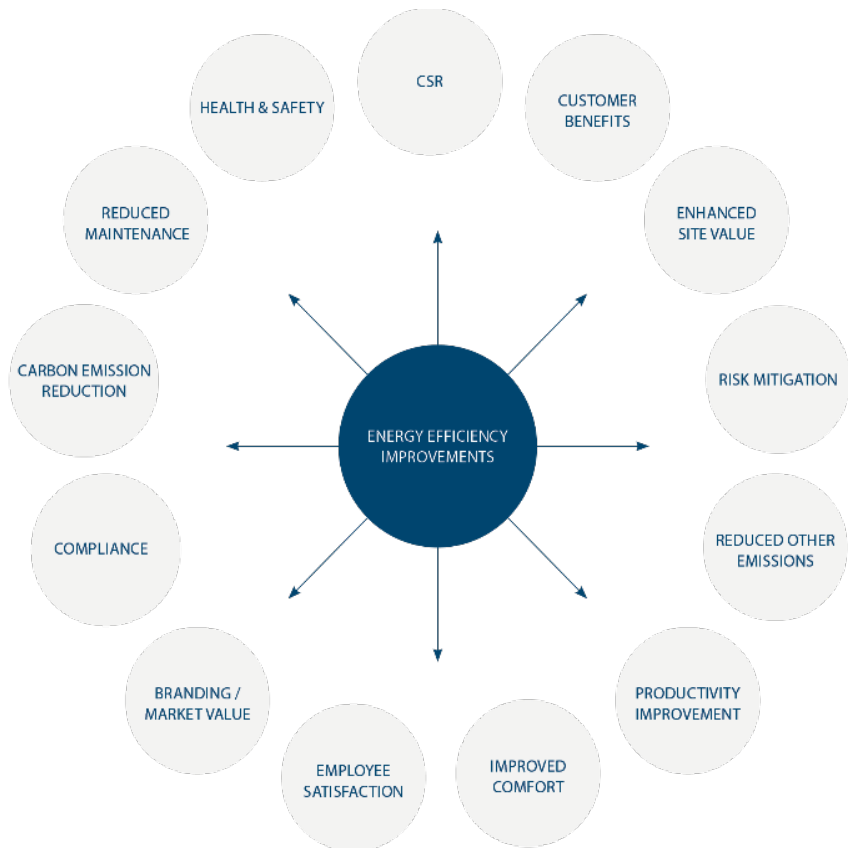 CSR
CUSTOMER
BENEFITS
ENHANCED
SITE VALUE
RISK MITIGATION
REDUCED OTHER
EMISSIONS
PRODUCTIVITY
IMPROVEMENT
IMPROVED
COMFORT
EMPLOYEE
SATISFACTION
BRANDING /
MARKET VALUE
COMPLIANCE
CARBON EMISSION
REDUCTION
REDUCED
MAINTENANCE
HEALTH & SAFETY
ENERGY EFFICIENCY
IMPROVEMENTS